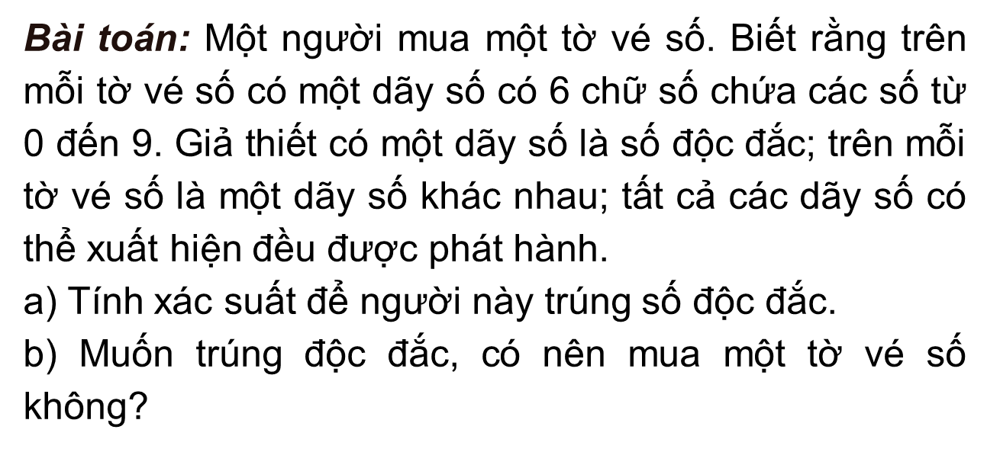 Bài toán: Một người mua một tờ vé số. Biết rằng trên
mỗi tờ vé số có một dãy số có 6 chữ số chứa các số từ
0 đến 9. Giả thiết có một dãy số là số độc đắc; trên mỗi
tờ vé số là một dãy số khác nhau; tất cả các dãy số có
thể xuất hiện đều được phát hành.
a) Tính xác suất để người này trúng số độc đắc.
b) Muốn trúng độc đắc, có nên mua một tờ vé số
không?